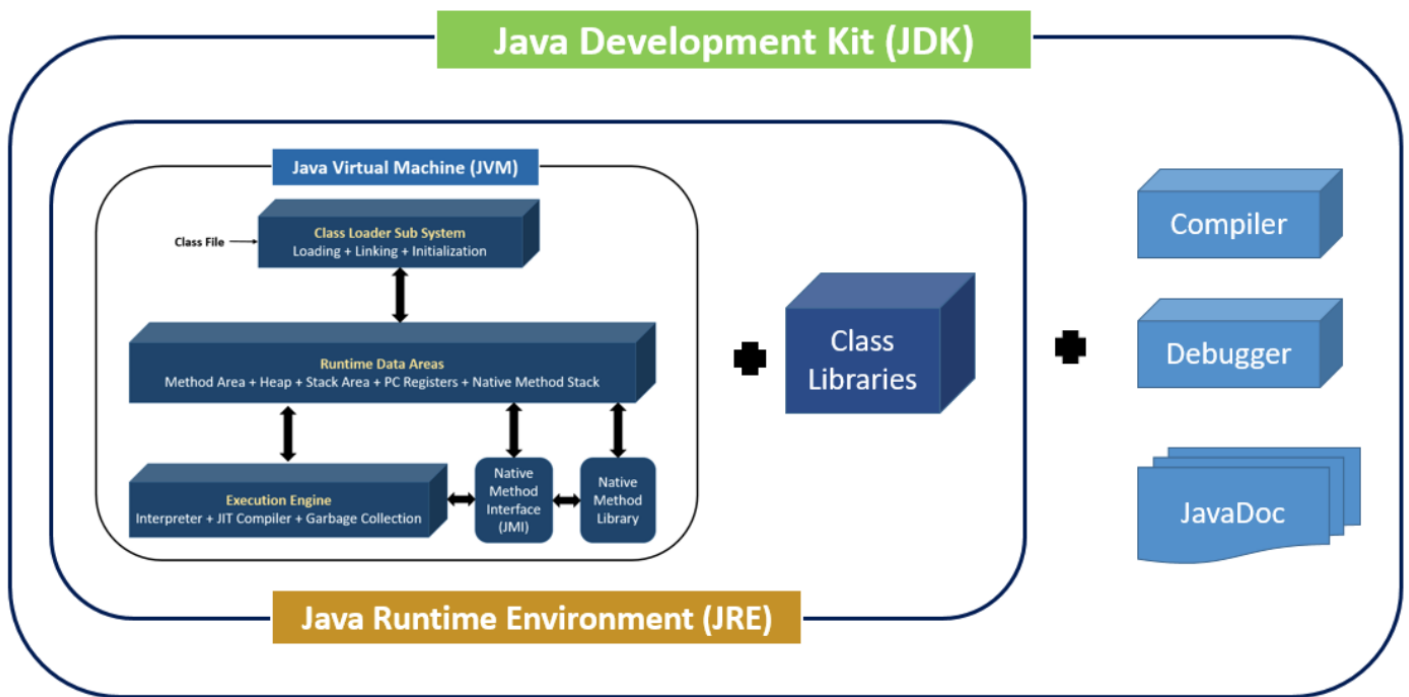 Java Development Kit (JDK)
Java Virtual Machine (JVM)
Class File
Class Loader Sub System
Loading + Linking + Initialization
Runtime Data Areas
Method Area + Heap + Stack Area + PC Registers + Native Method Stack
Execution Engine
Interpreter + JIT Compiler + Garbage Collection
Native
Method
Interface
(JMI)
Native
Method
Library
Class
Libraries
Compiler
Debugger
JavaDoc
Java Runtime Environment (JRE)